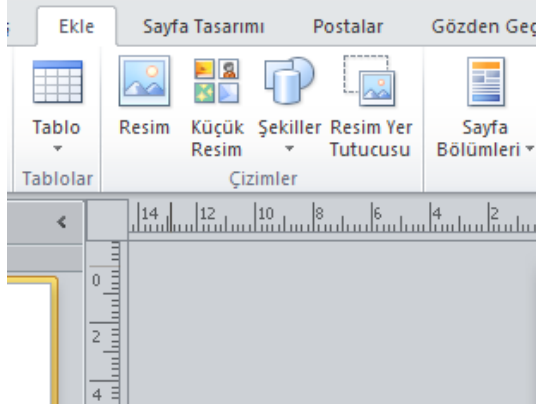 Ekle Sayfa Tasarımı Postalar Gözden Geç
Tablo Resim Küçük Resim Şekiller Resim Yer Tutucusu Sayfa Bölümleri
Tablolar Çizimler
14 12 10 8 6 4 2
0
2
4